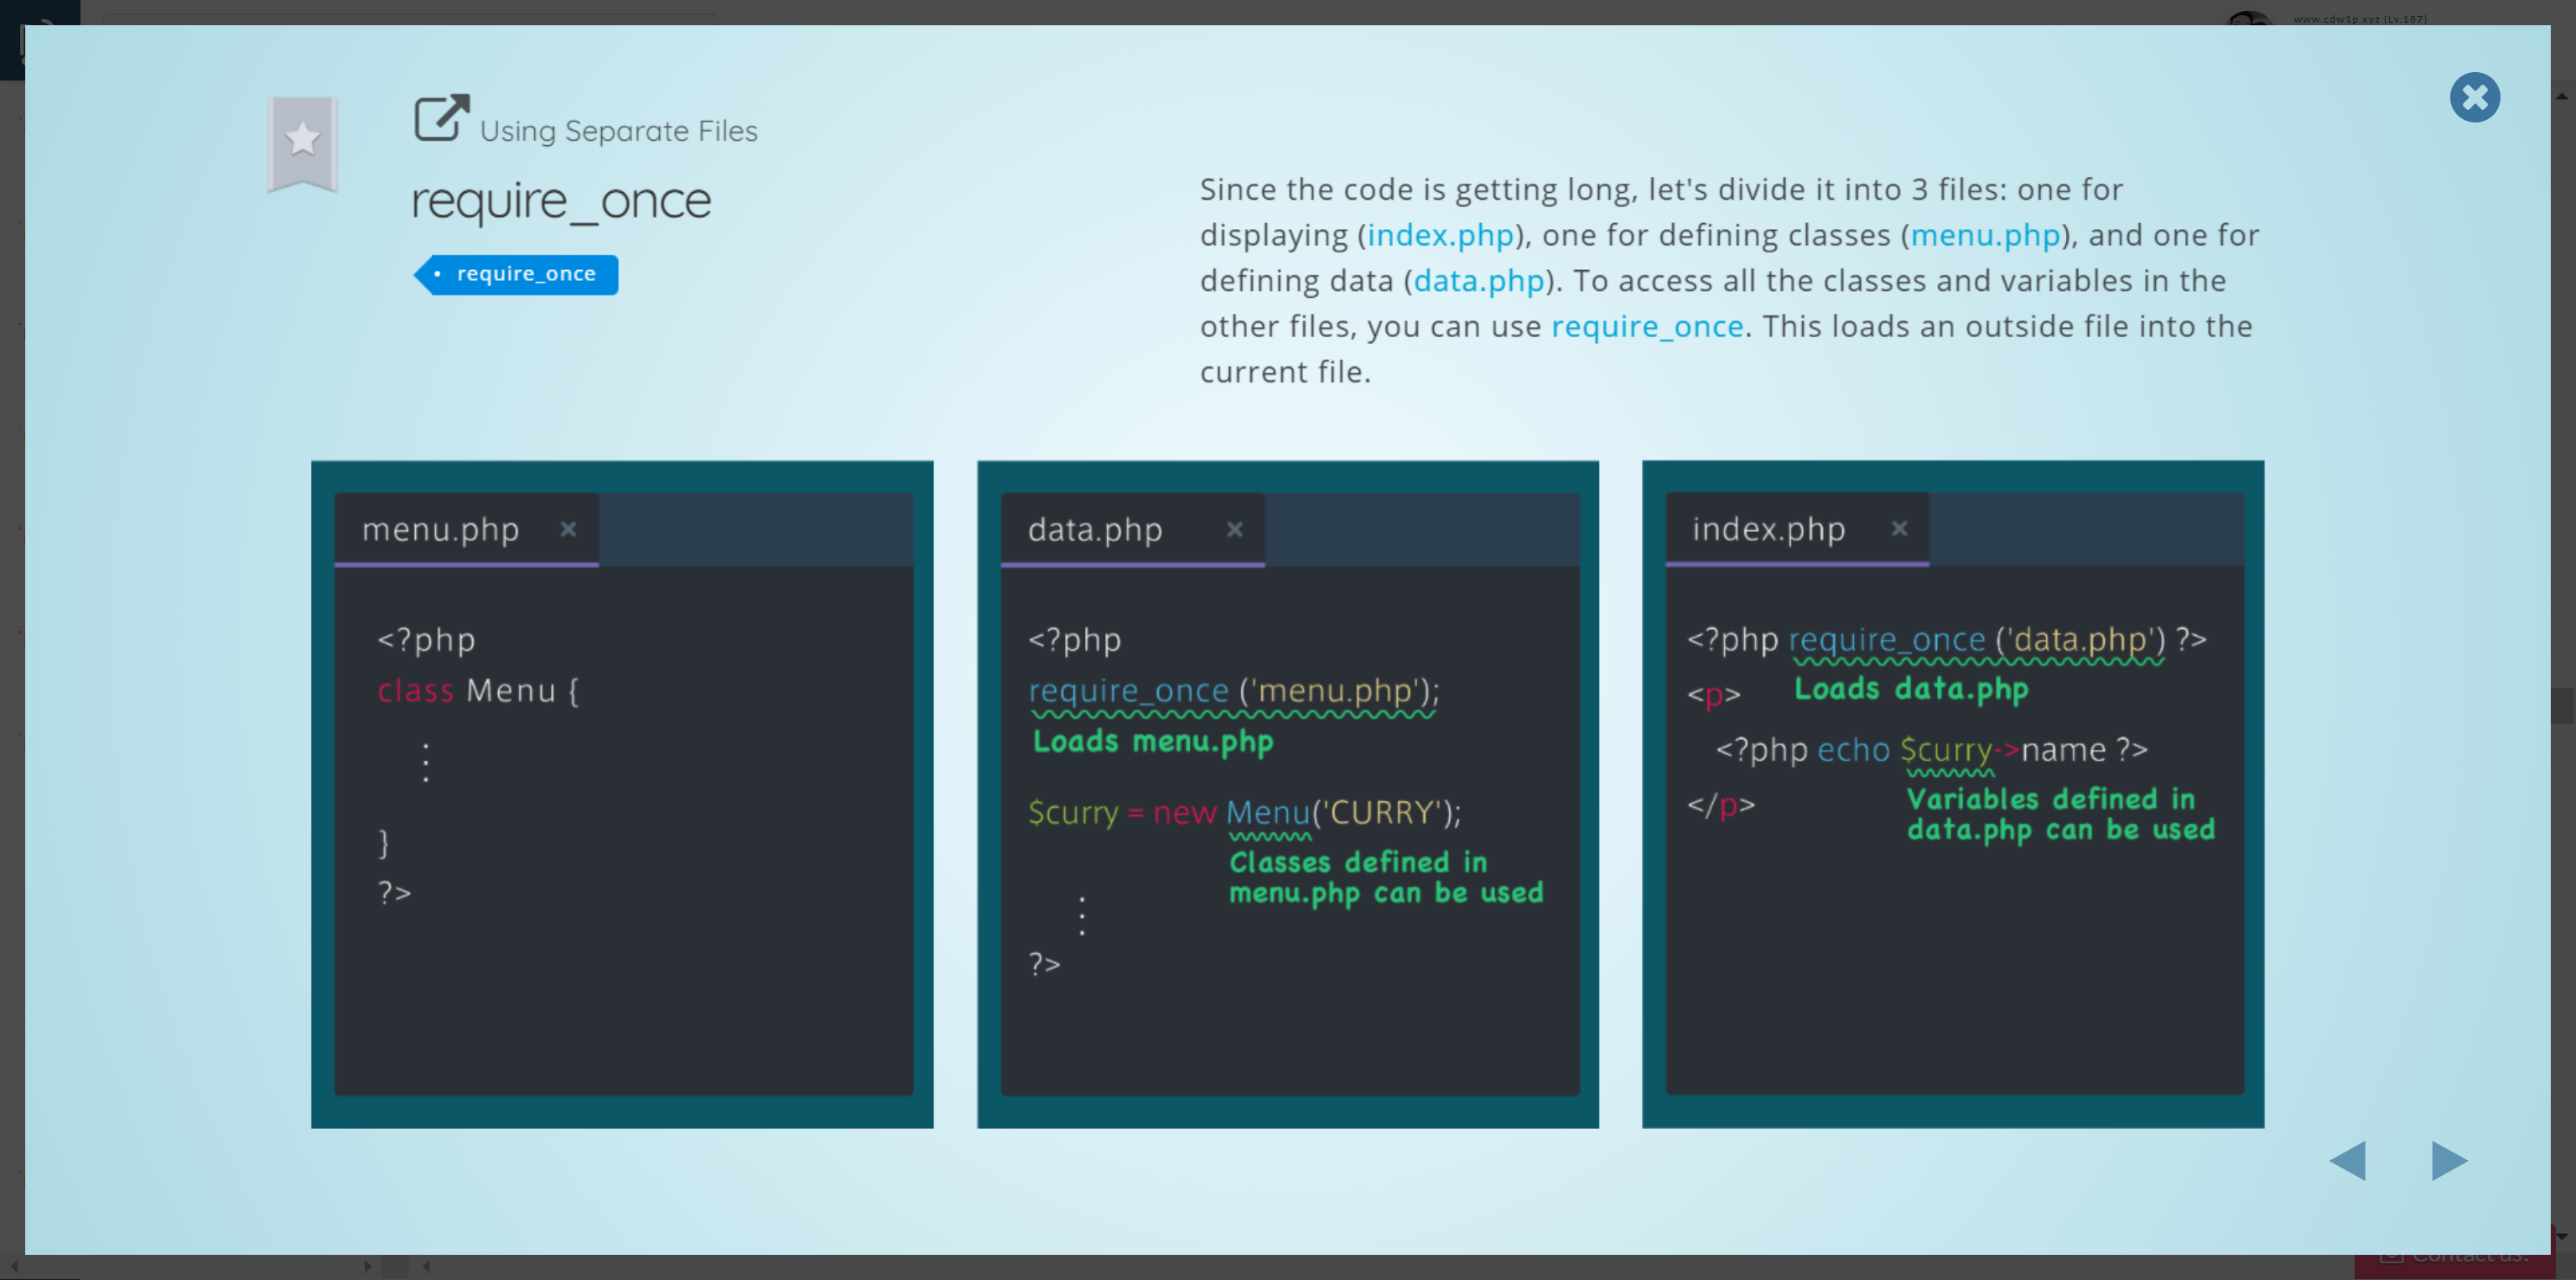 www.cdw1p.xyz (Lv.187)
Using Separate Files
require_once
• require_once
Since the code is getting long, let's divide it into 3 files: one for
displaying (index.php), one for defining classes (menu.php), and one for
defining data (data.php). To access all the classes and variables in the
other files, you can use require_once. This loads an outside file into the
current file.
menu.php ×
<?php
class Menu {
⋮
}
?>
data.php ×
<?php
require_once ('menu.php');
Loads menu.php
$curry = new Menu('CURRY');
Classes defined in
menu.php can be used
⋮
?>
index.php ×
<?php require_once ('data.php') ?>
Loads data.php
<p>
<?php echo $curry->name ?>
Variables defined in
data.php can be used
</p>
Contact us!